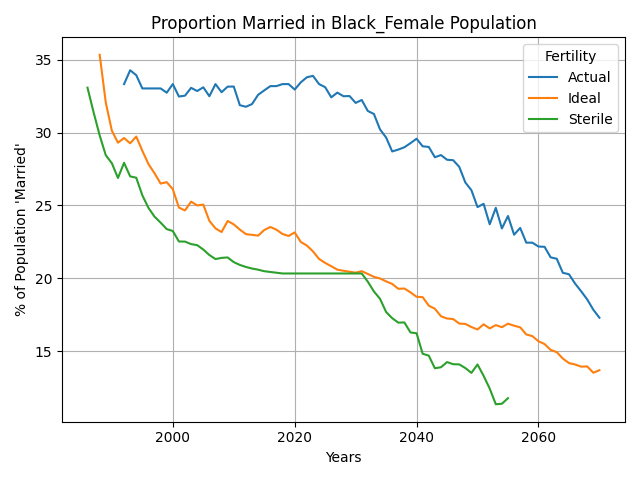 Proportion Married in Black_Female Population
% of Population 'Married'
35
30
25
20
15
2000
2020
2040
2060
Years
Fertility
Actual
Ideal
Sterile